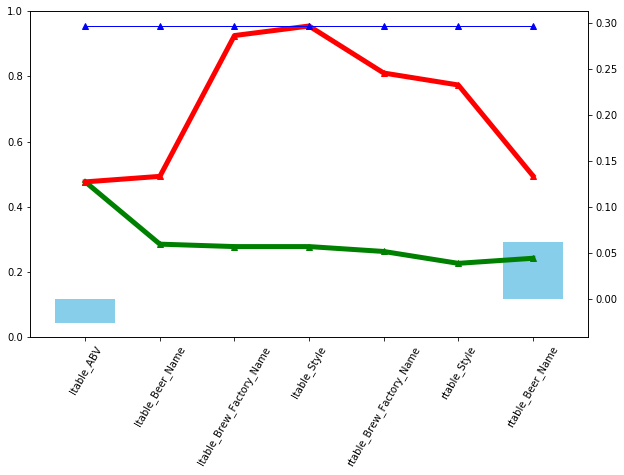 1.0
0.8
0.6
0.4
0.2
0.0
0.30
0.25
0.20
0.15
0.10
0.05
0.00
ltable_ABV
ltable_Beer_Name
ltable_Brew_Factory_Name
ltable_Style
rtable_Brew_Factory_Name
rtable_Style
rtable_Beer_Name